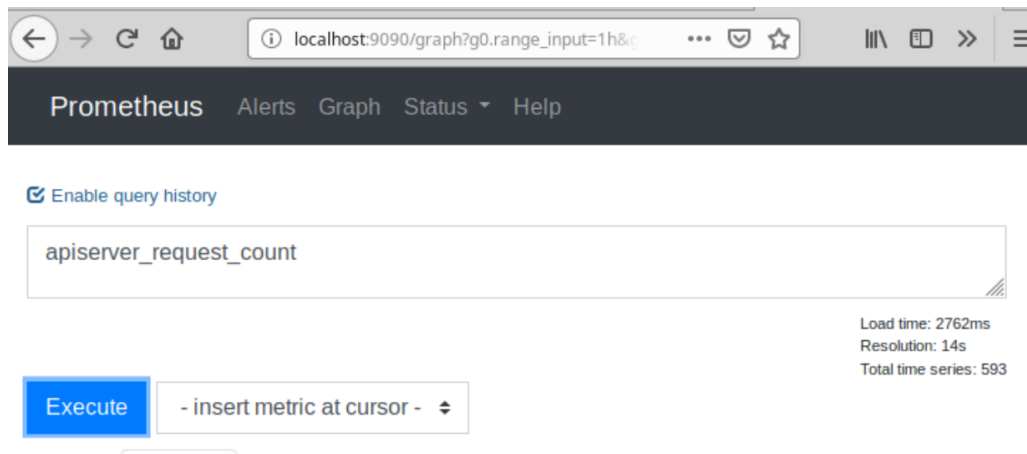 localhost:9090/graph?g0.range_input=1h&g
Prometheus Alerts Graph Status Help
Enable query history
apiserver_request_count
Load time: 2762ms
Resolution: 14s
Total time series: 593
Execute - insert metric at cursor -